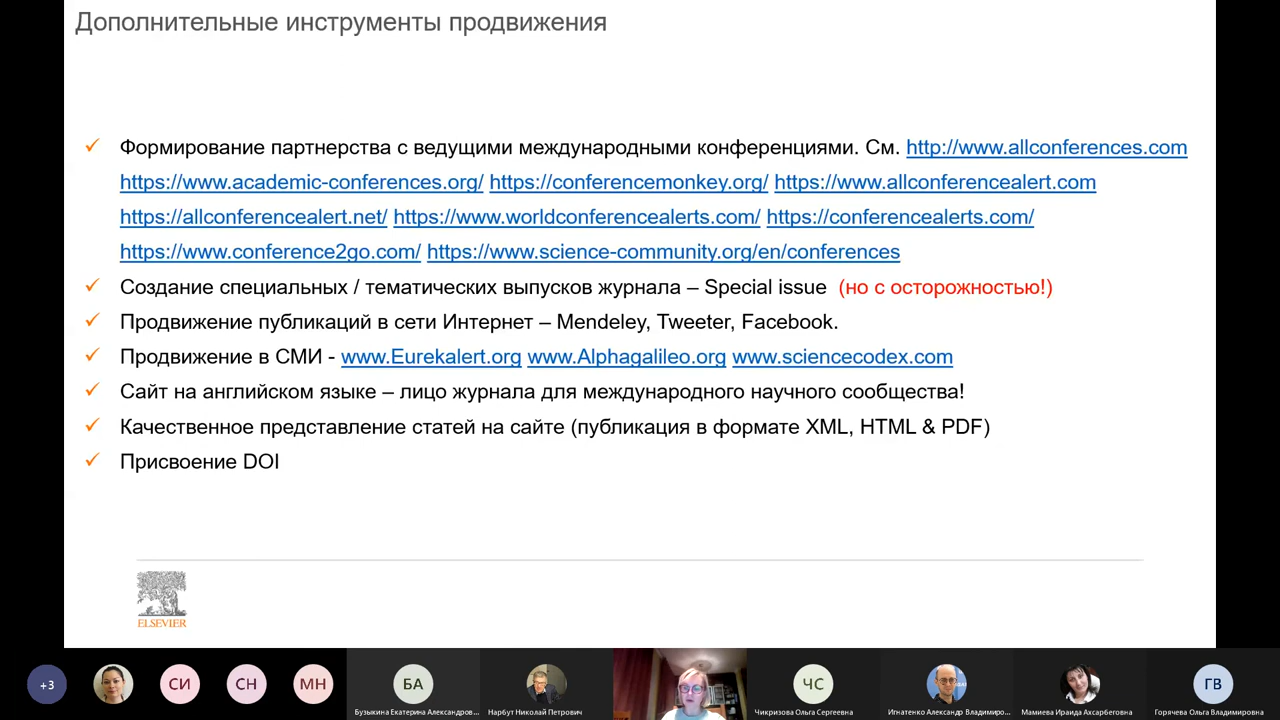 Дополнительные инструменты продвижения
✓ Формирование партнерства с ведущими международными конференциями. См. http://www.allconferences.com
https://www.academic-conferences.org/ https://conferencemonkey.org/ https://www.allconferencealert.com
https://allconferencealert.net/ https://www.worldconferencealerts.com/ https://conferencealerts.com/
https://www.conference2go.com/ https://www.science-community.org/en/conferences
✓ Создание специальных / тематических выпусков журнала – Special issue (но с осторожностью!)
✓ Продвижение публикаций в сети Интернет – Mendeley, Tweeter, Facebook.
✓ Продвижение в СМИ - www.Eurekalert.org www.Alphagalileo.org www.sciencecodex.com
✓ Сайт на английском языке – лицо журнала для международного научного сообщества!
✓ Качественное представление статей на сайте (публикация в формате XML, HTML & PDF)
✓ Присвоение DOI
ELSEVIER
+3 СИ СН МН БА ЧС ГВ
Бузыкина Екатерина Александров... Нарбут Николай Петрович Чикризова Ольга Сергеевна Игнатенко Александр Владимиро... Мамиева Ираида Ахсарбеговна Горячева Ольга Владимировна